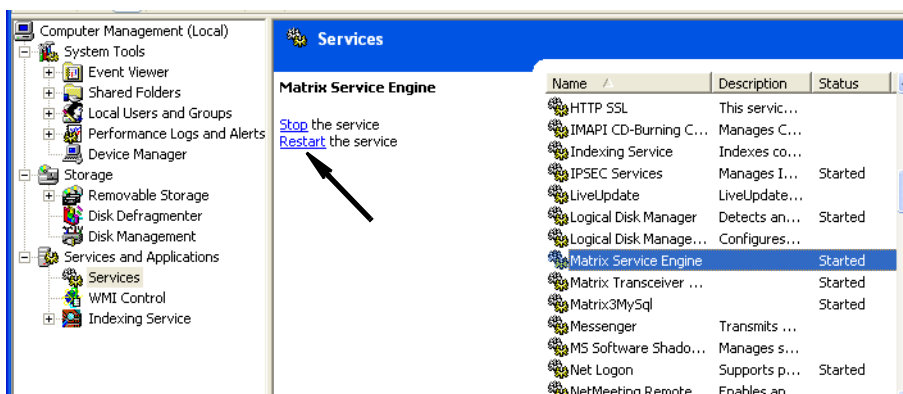 Computer Management (Local)
System Tools
Event Viewer
Shared Folders
Local Users and Groups
Performance Logs and Alerts
Device Manager
Storage
Removable Storage
Disk Defragmenter
Disk Management
Services and Applications
Services
WMI Control
Indexing Service
Services
Matrix Service Engine
Stop the service
Restart the service
Name Description Status
HTTP SSL This servic...
IMAPI CD-Burning C... Manages C...
Indexing Service Indexes co...
IPSEC Services Manages I... Started
LiveUpdate LiveUpdate...
Logical Disk Manager Detects an... Started
Logical Disk Manage... Configures...
Matrix Service Engine Started
Matrix Transceiver ... Started
Matrix3MySql Started
Messenger Transmits ...
MS Software Shado... Manages s...
Net Logon Supports p... Started
NetMeeting Remote Enables an